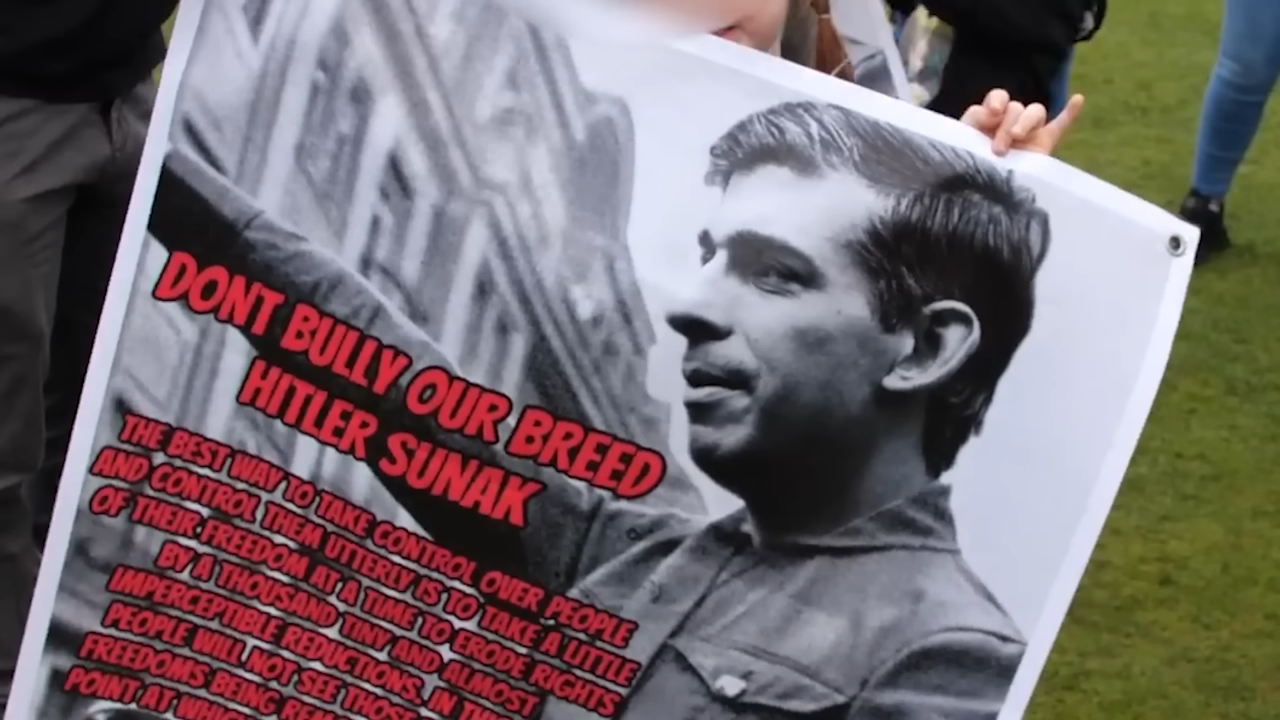 DONT BULLY OUR BREED
HITLER SUNAK
THE BEST WAY TO TAKE CONTROL OVER PEOPLE
AND CONTROL THEM UTTERLY IS TO TAKE A LITTLE
OF THEIR FREEDOM AT A TIME TO ERODE RIGHTS
BY A THOUSAND TINY AND ALMOST
IMPERCEPTIBLE REDUCTIONS. IN THIS
PEOPLE WILL NOT SEE THOSE
FREEDOMS BEING
POINT AT